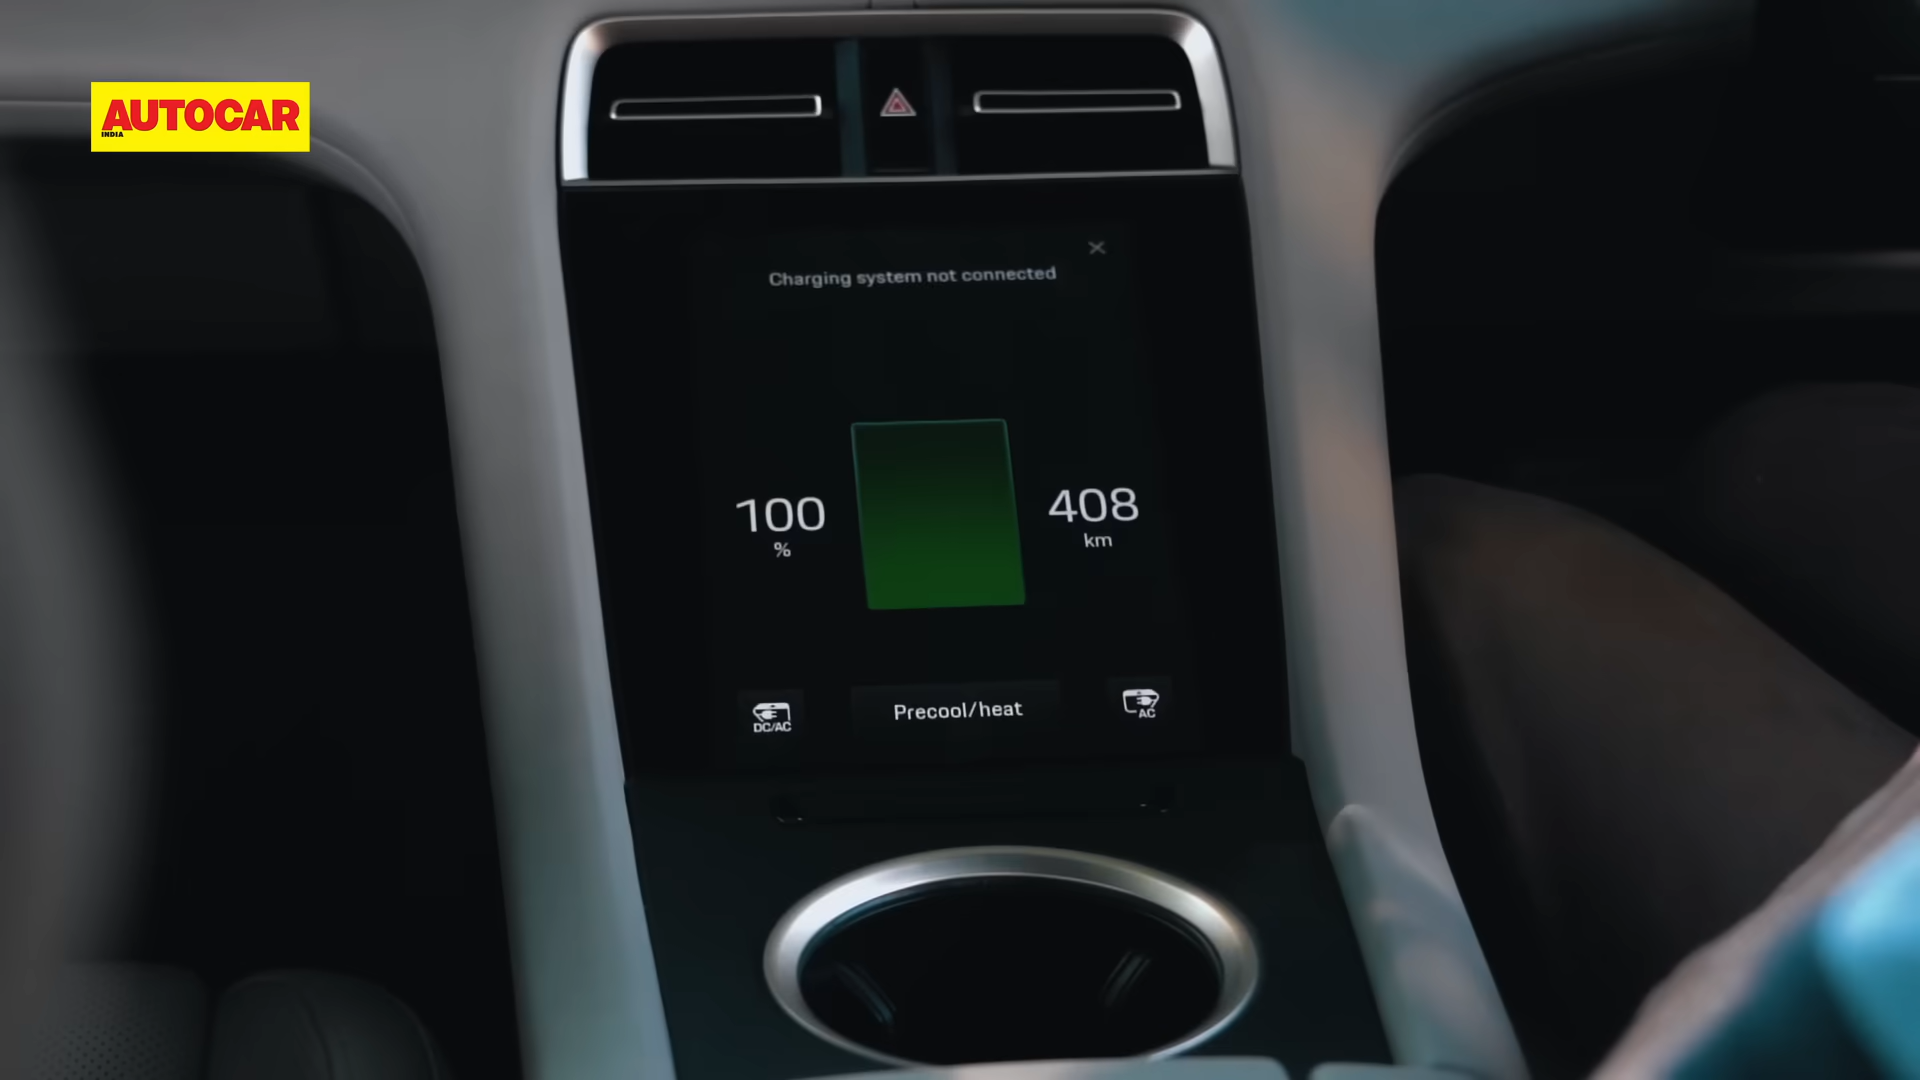 AUTOCAR
INDIA
Charging system not connected
100
%
408
km
DC/AC
Precool/heat
AC